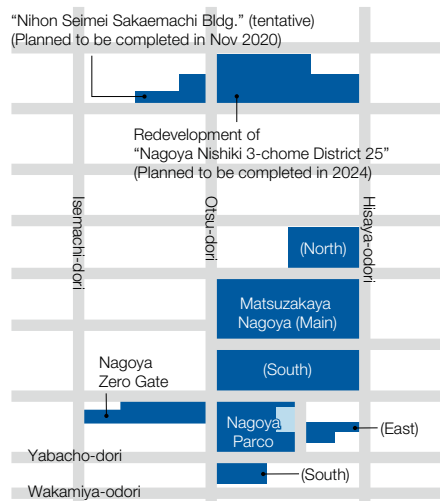 “Nihon Seimei Sakaemachi Bldg.” (tentative)
(Planned to be completed in Nov 2020)
Redevelopment of
“Nagoya Nishiki 3-chome District 25”
(Planned to be completed in 2024)
Isemachi-dori
Otsu-dori
Hisaya-odori
(North)
Matsuzakaya
Nagoya (Main)
(South)
Nagoya
Zero Gate
Nagoya
Parco
(East)
Yabacho-dori
(South)
Wakamiya-odori